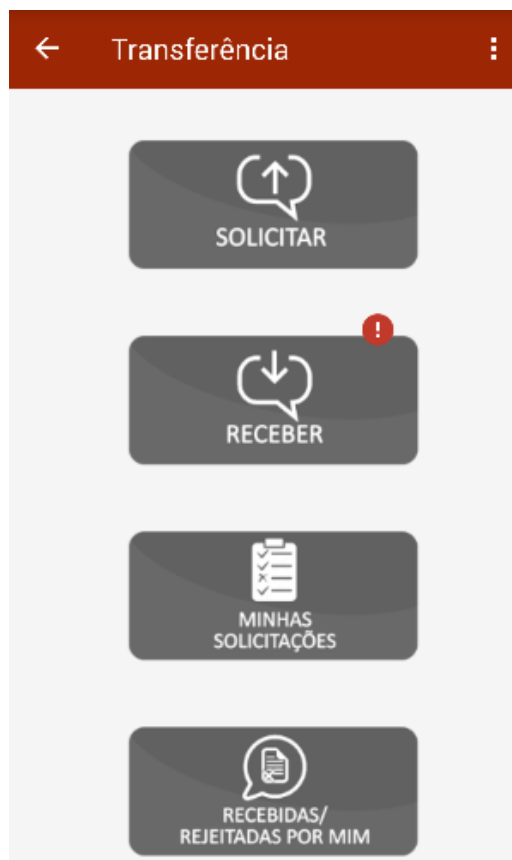 Transferência
SOLICITAR
!
RECEBER
MINHAS
SOLICITAÇÕES
RECEBIDAS/
REJEITADAS POR MIM